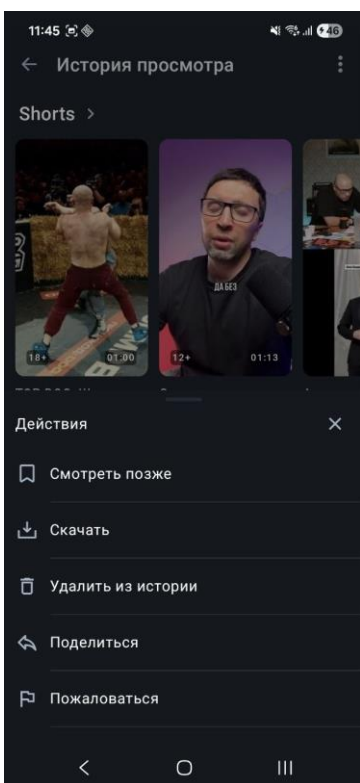 11:45
46
История просмотра
Shorts >
ДА БЕЗ
18+
01:00
12+
01:13
Действия
Смотреть позже
Скачать
Удалить из истории
Поделиться
Пожаловаться